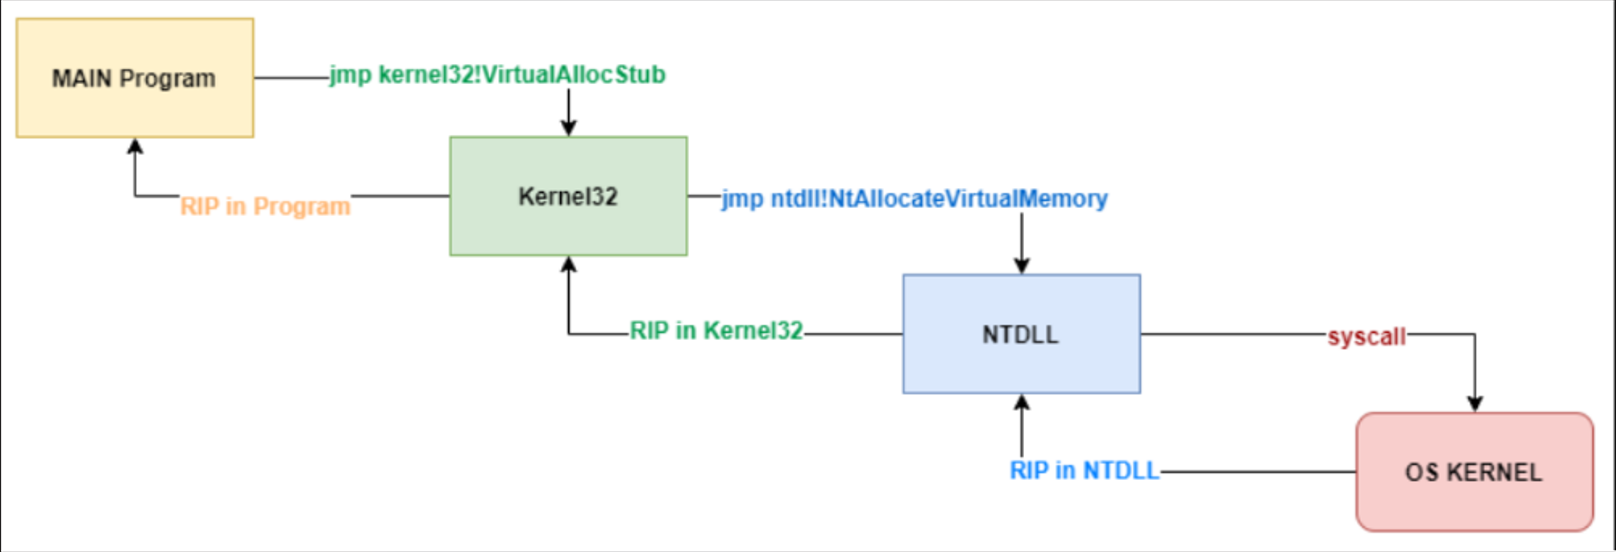 MAIN Program
jmp kernel32!VirtualAllocStub
Kernel32
RIP in Program
jmp ntdll!NtAllocateVirtualMemory
RIP in Kernel32
NTDLL
syscall
RIP in NTDLL
OS KERNEL